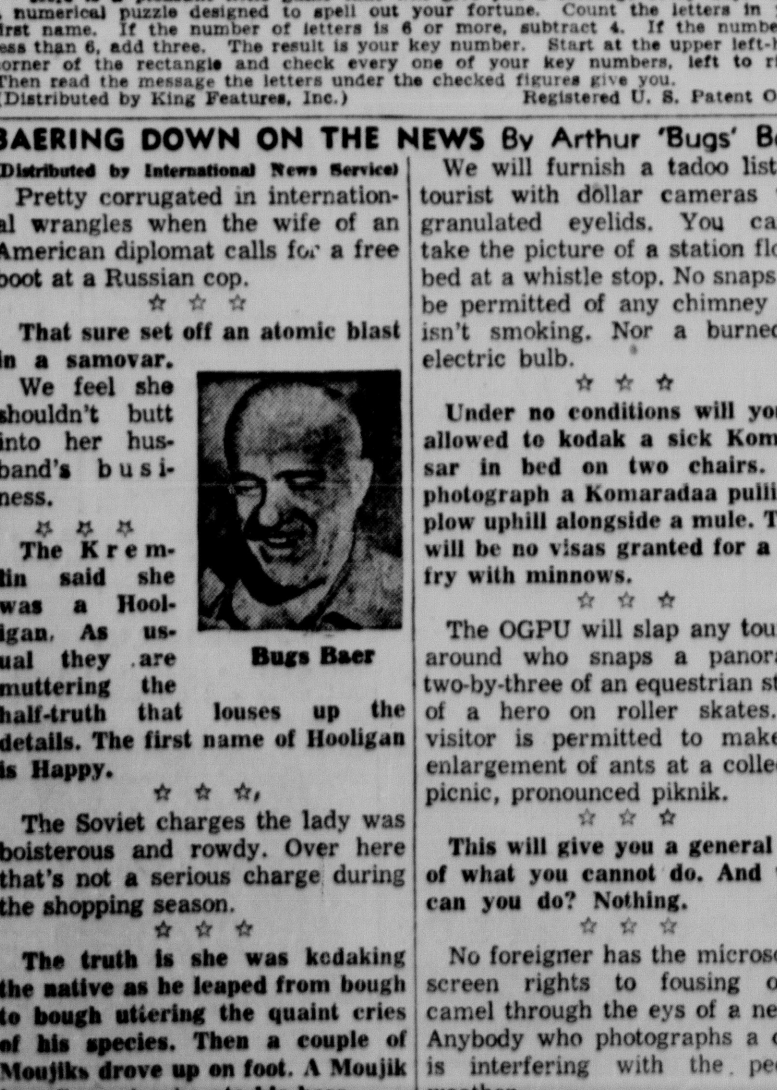 numerical puzzle designed to spell out your fortune. Count the letters in
first name. If the number of letters is 6 or more, subtract 4. If the numbe
ess than 6, add three. The result is your key number. Start at the upper left-
orner of the rectangle and check every one of your key numbers, left to ri
Then read the message the letters under the checked figures give you.
(Distributed by King Features, Inc.) Registered U. S. Patent O
BAERING DOWN ON THE NEWS By Arthur 'Bugs' B
(Distributed by International News Service)
Pretty corrugated in internation-
al wrangles when the wife of an
American diplomat calls for a free
boot at a Russian cop.
☆ ☆ ☆
That sure set off an atomic blast
in a samovar.
We feel she
shouldn't butt
into her hus-
band's busi-
ness.
☆ ☆ ☆
The Krem-
lin said she
was a Hool-
igan. As us-
ual they are
muttering the
half-truth that louses up the
details. The first name of Hooligan
is Happy.
Bugs Baer
☆ ☆ ☆
The Soviet charges the lady was
boisterous and rowdy. Over here
that's not a serious charge during
the shopping season.
☆ ☆ ☆
The truth is she was kodaking
the native as he leaped from bough
to bough uttering the quaint cries
of his species. Then a couple of
Moujiks drove up on foot. A Moujik
We will furnish a tadoo list
tourist with dollar cameras
granulated eyelids. You ca
take the picture of a station flo
bed at a whistle stop. No snaps
be permitted of any chimney
isn't smoking. Nor a burned
electric bulb.
☆ ☆ ☆
Under no conditions will yo
allowed to kodak a sick Kom
sar in bed on two chairs.
photograph a Komaradaa pulli
plow uphill alongside a mule. T
will be no visas granted for a
fry with minnows.
☆ ☆ ☆
The OGPU will slap any tou
around who snaps a panor
two-by-three of an equestrian st
of a hero on roller skates.
visitor is permitted to make
enlargement of ants at a colle
picnic, pronounced piknik.
☆ ☆ ☆
This will give you a general
of what you cannot do. And
can you do? Nothing.
☆ ☆ ☆
No foreigner has the micros
screen rights to fousing o
camel through the eys of a ne
Anybody who photographs a
is interfering with the pe